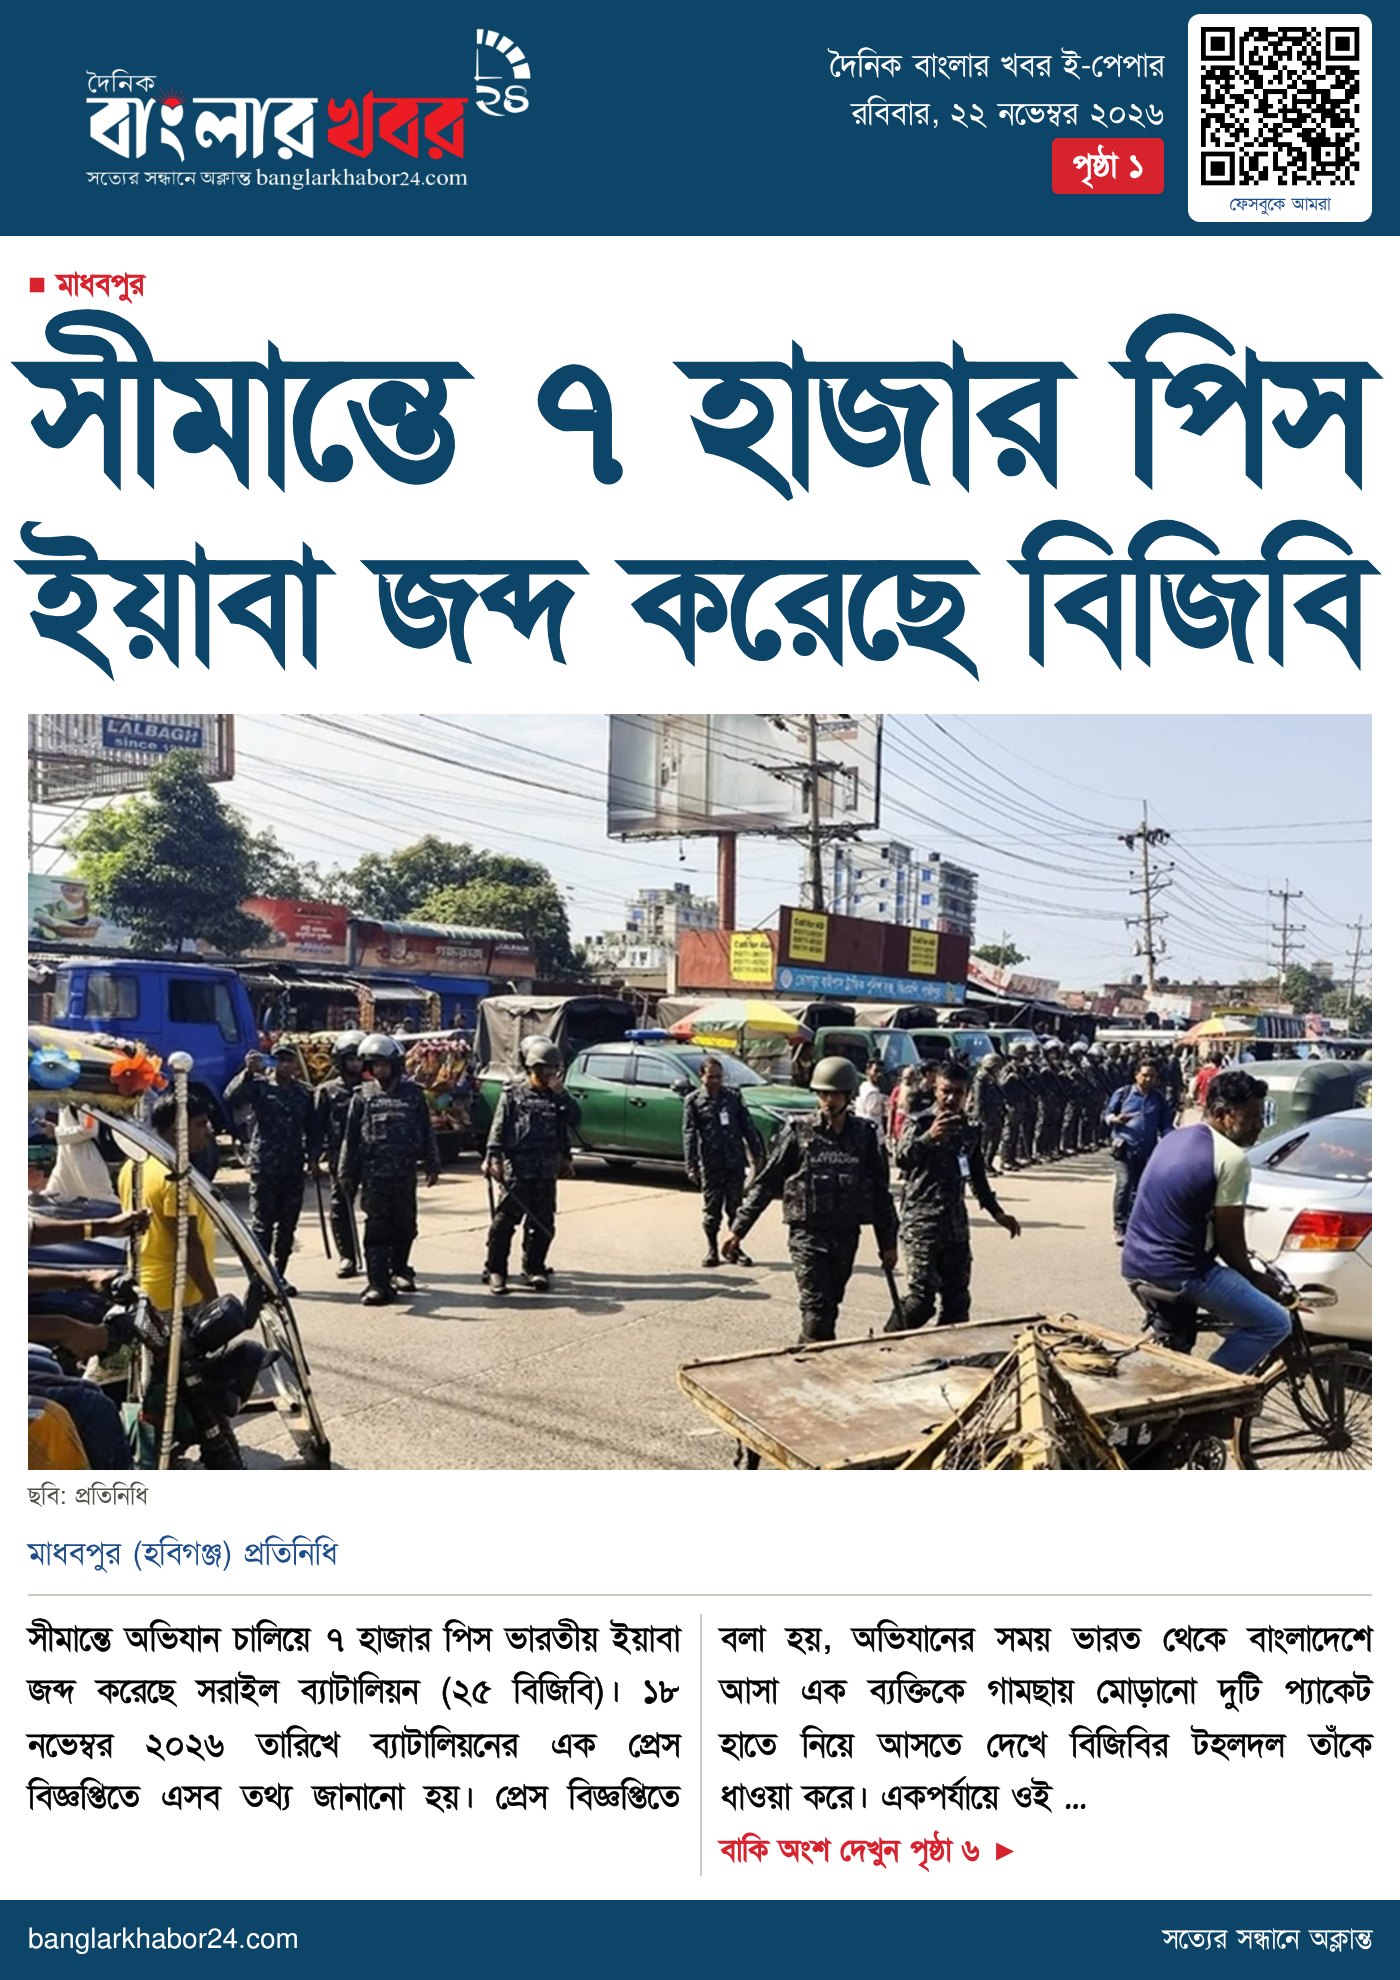 দৈনিক
বাংলার খবর ২৪
সত্যের সন্ধানে অক্লান্ত banglarkhabor24.com
দৈনিক বাংলার খবর ই-পেপার
রবিবার, ২২ নভেম্বর ২০২৬
পৃষ্ঠা ১
ফেসবুকে আমরা
■ মাধবপুর
সীমান্তে ৭ হাজার পিস
ইয়াবা জব্দ করেছে বিজিবি
LALBAGH
ছবি: প্রতিনিধি
মাধবপুর (হবিগঞ্জ) প্রতিনিধি
সীমান্তে অভিযান চালিয়ে ৭ হাজার পিস ভারতীয় ইয়াবা
জব্দ করেছে সরাইল ব্যাটালিয়ন (২৫ বিজিবি)। ১৮
নভেম্বর ২০২৬ তারিখে ব্যাটালিয়নের এক প্রেস
বিজ্ঞপ্তিতে এসব তথ্য জানানো হয়। প্রেস বিজ্ঞপ্তিতে
বলা হয়, অভিযানের সময় ভারত থেকে বাংলাদেশে
আসা এক ব্যক্তিকে গামছায় মোড়ানো দুটি প্যাকেট
হাতে নিয়ে আসতে দেখে বিজিবির টহলদল তাঁকে
ধাওয়া করে। একপর্যায়ে ওই ...
বাকি অংশ দেখুন পৃষ্ঠা ৬ ►
banglarkhabor24.com
সত্যের সন্ধানে অক্লান্ত